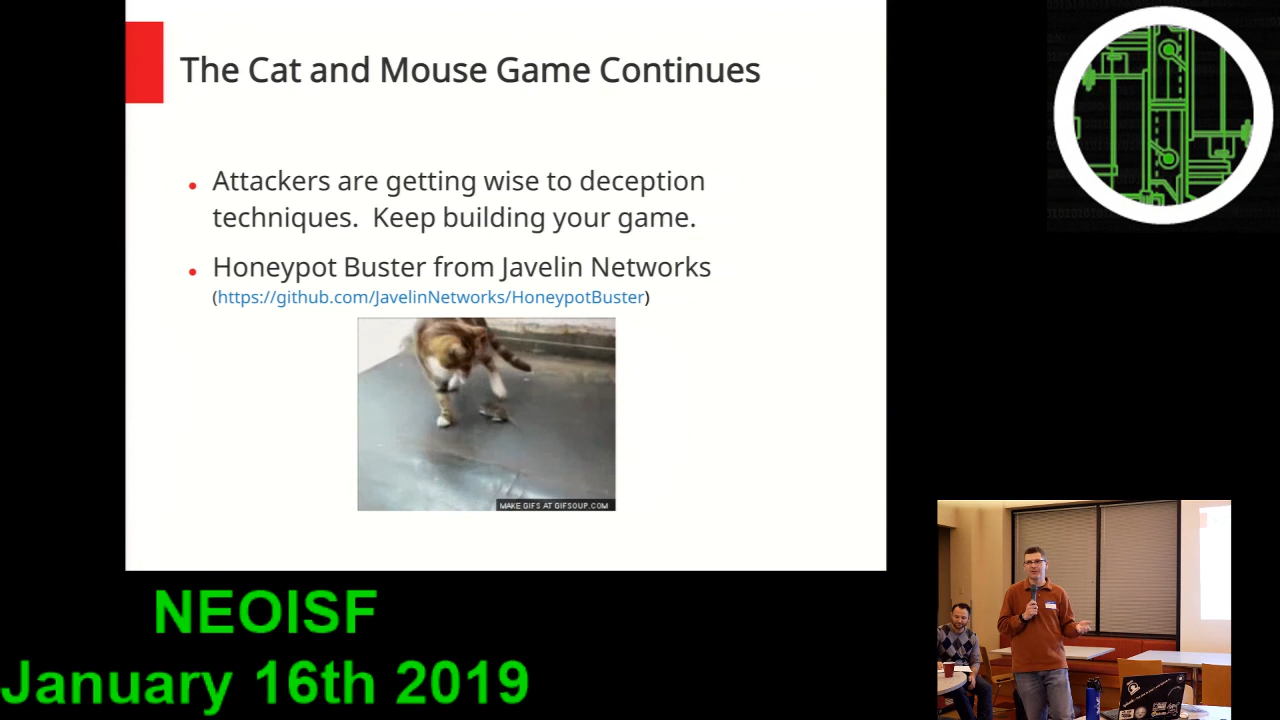 The Cat and Mouse Game Continues
Attackers are getting wise to deception
techniques. Keep building your game.
Honeypot Buster from Javelin Networks
(https://github.com/JavelinNetworks/HoneypotBuster)
MAKE GIFS AT GIFSOUP.COM
NEOISF
January 16th 2019